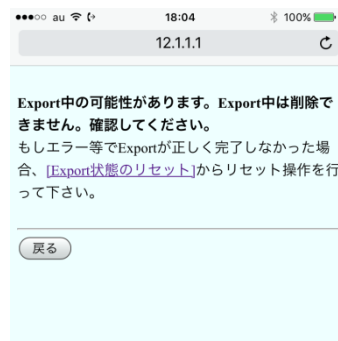 au 18:04 100%
12.1.1.1
Export中の可能性があります。Export中は削除で
きません。確認してください。
もしエラー等でExportが正しく完了しなかった場
合、[Export状態のリセット]からリセット操作を行
って下さい。
戻る